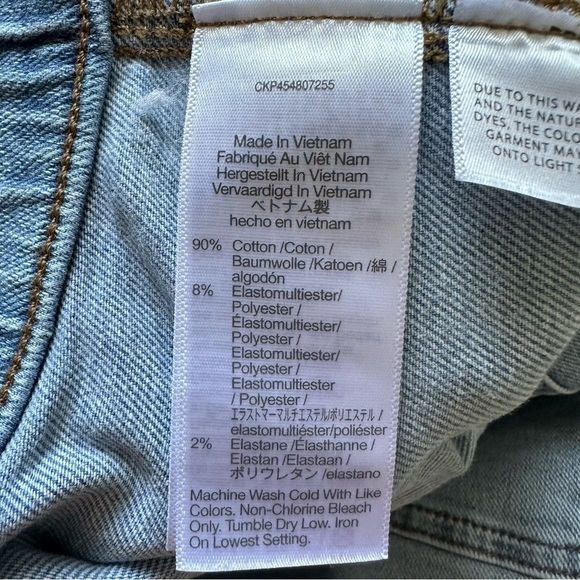 CKP454807255
Made In Vietnam
Fabriqué Au Viêt Nam
Hergestellt In Vietnam
Vervaardigd In Vietnam
ベトナム製
hecho en vietnam
90% Cotton /Coton /
Baumwolle /Katoen /綿 /
algodón
8% Elastomultiester/
Polyester /
Élastomultiester/
Polyester /
Elastomultiester/
Polyester /
Elastomultiester
/ Polyester /
エラストマーマルチエステル/ポリエステル /
elastomultiéster/poliéster
2% Elastane /Élasthanne /
Elastan /Elastaan /
ポリウレタン /elastano
Machine Wash Cold With Like
Colors. Non-Chlorine Bleach
Only. Tumble Dry Low. Iron
On Lowest Setting.
DUE TO THIS WA
AND THE NATUR
DYES, THE COLO
GARMENT MAY
ONTO LIGHT S